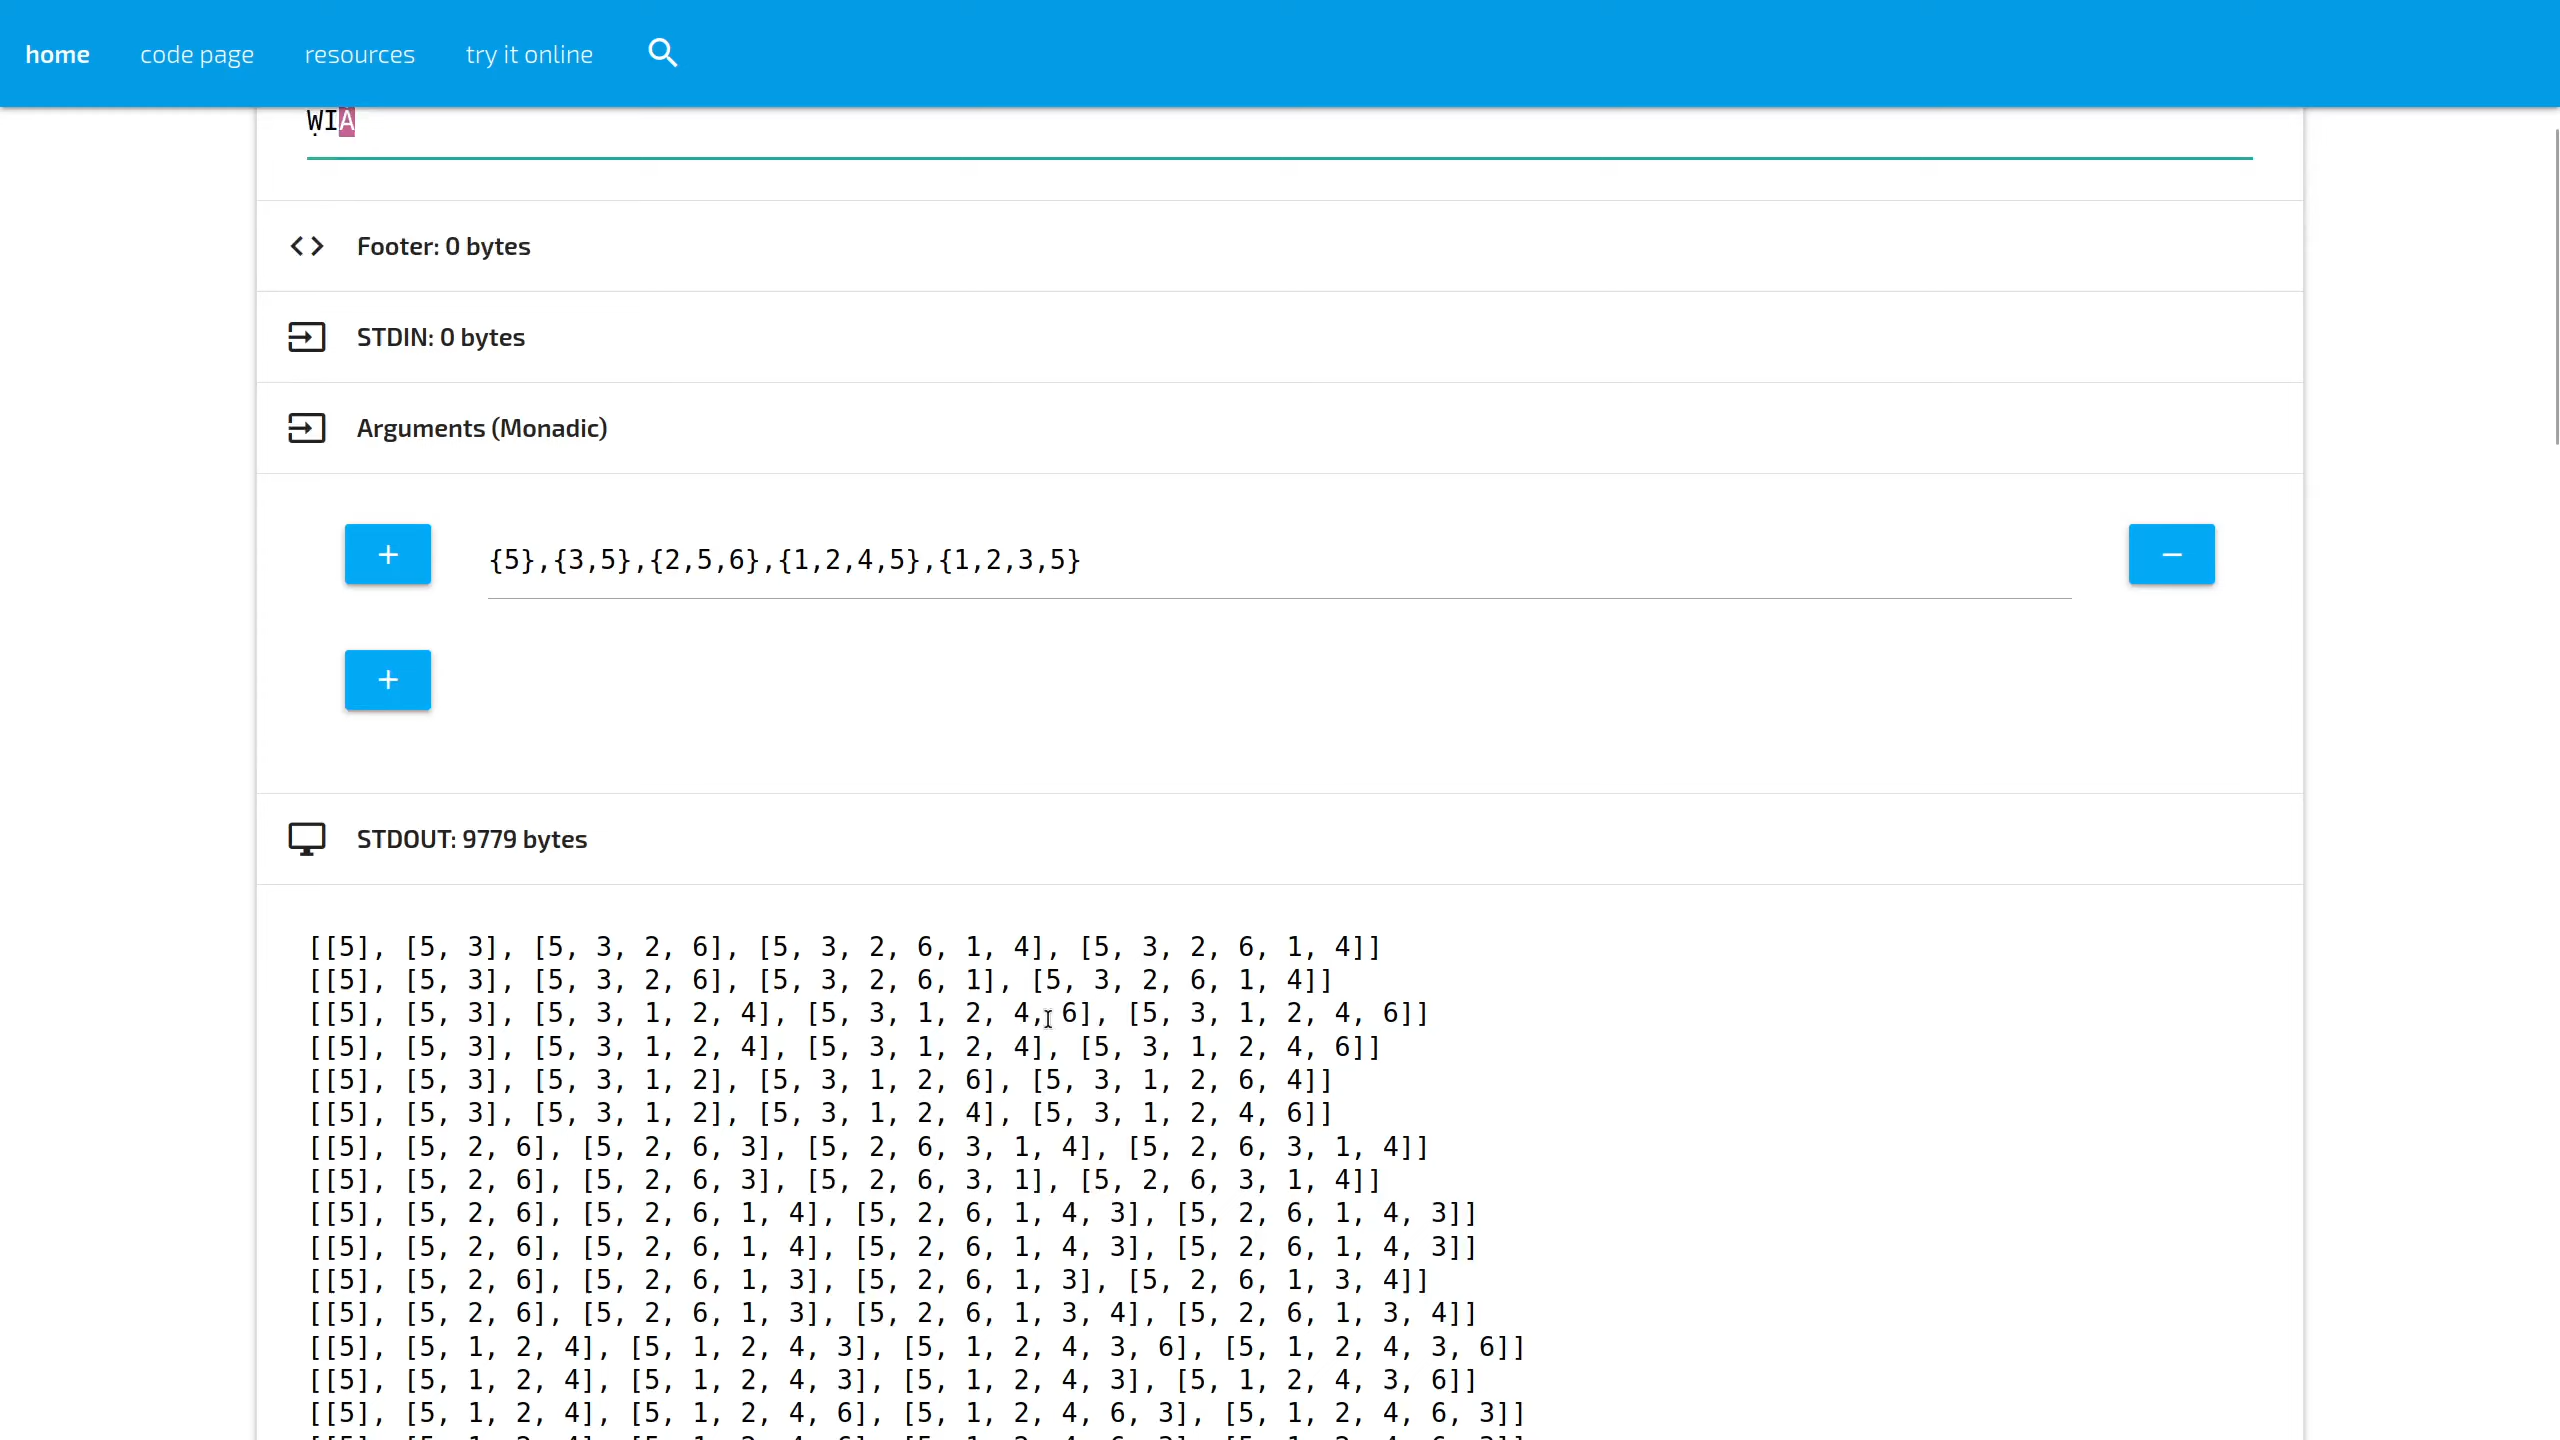 home code page resources try it online
ẆIA
Footer: 0 bytes
STDIN: 0 bytes
Arguments (Monadic)
+ {5},{3,5},{2,5,6},{1,2,4,5},{1,2,3,5} −
+
STDOUT: 9779 bytes
[[5], [5, 3], [5, 3, 2, 6], [5, 3, 2, 6, 1, 4], [5, 3, 2, 6, 1, 4]]
[[5], [5, 3], [5, 3, 2, 6], [5, 3, 2, 6, 1], [5, 3, 2, 6, 1, 4]]
[[5], [5, 3], [5, 3, 1, 2, 4], [5, 3, 1, 2, 4, 6], [5, 3, 1, 2, 4, 6]]
[[5], [5, 3], [5, 3, 1, 2, 4], [5, 3, 1, 2, 4], [5, 3, 1, 2, 4, 6]]
[[5], [5, 3], [5, 3, 1, 2], [5, 3, 1, 2, 6], [5, 3, 1, 2, 6, 4]]
[[5], [5, 3], [5, 3, 1, 2], [5, 3, 1, 2, 4], [5, 3, 1, 2, 4, 6]]
[[5], [5, 2, 6], [5, 2, 6, 3], [5, 2, 6, 3, 1, 4], [5, 2, 6, 3, 1, 4]]
[[5], [5, 2, 6], [5, 2, 6, 3], [5, 2, 6, 3, 1], [5, 2, 6, 3, 1, 4]]
[[5], [5, 2, 6], [5, 2, 6, 1, 4], [5, 2, 6, 1, 4, 3], [5, 2, 6, 1, 4, 3]]
[[5], [5, 2, 6], [5, 2, 6, 1, 4], [5, 2, 6, 1, 4, 3], [5, 2, 6, 1, 4, 3]]
[[5], [5, 2, 6], [5, 2, 6, 1, 3], [5, 2, 6, 1, 3], [5, 2, 6, 1, 3, 4]]
[[5], [5, 2, 6], [5, 2, 6, 1, 3], [5, 2, 6, 1, 3, 4], [5, 2, 6, 1, 3, 4]]
[[5], [5, 1, 2, 4], [5, 1, 2, 4, 3], [5, 1, 2, 4, 3, 6], [5, 1, 2, 4, 3, 6]]
[[5], [5, 1, 2, 4], [5, 1, 2, 4, 3], [5, 1, 2, 4, 3], [5, 1, 2, 4, 3, 6]]
[[5], [5, 1, 2, 4], [5, 1, 2, 4, 6], [5, 1, 2, 4, 6, 3], [5, 1, 2, 4, 6, 3]]